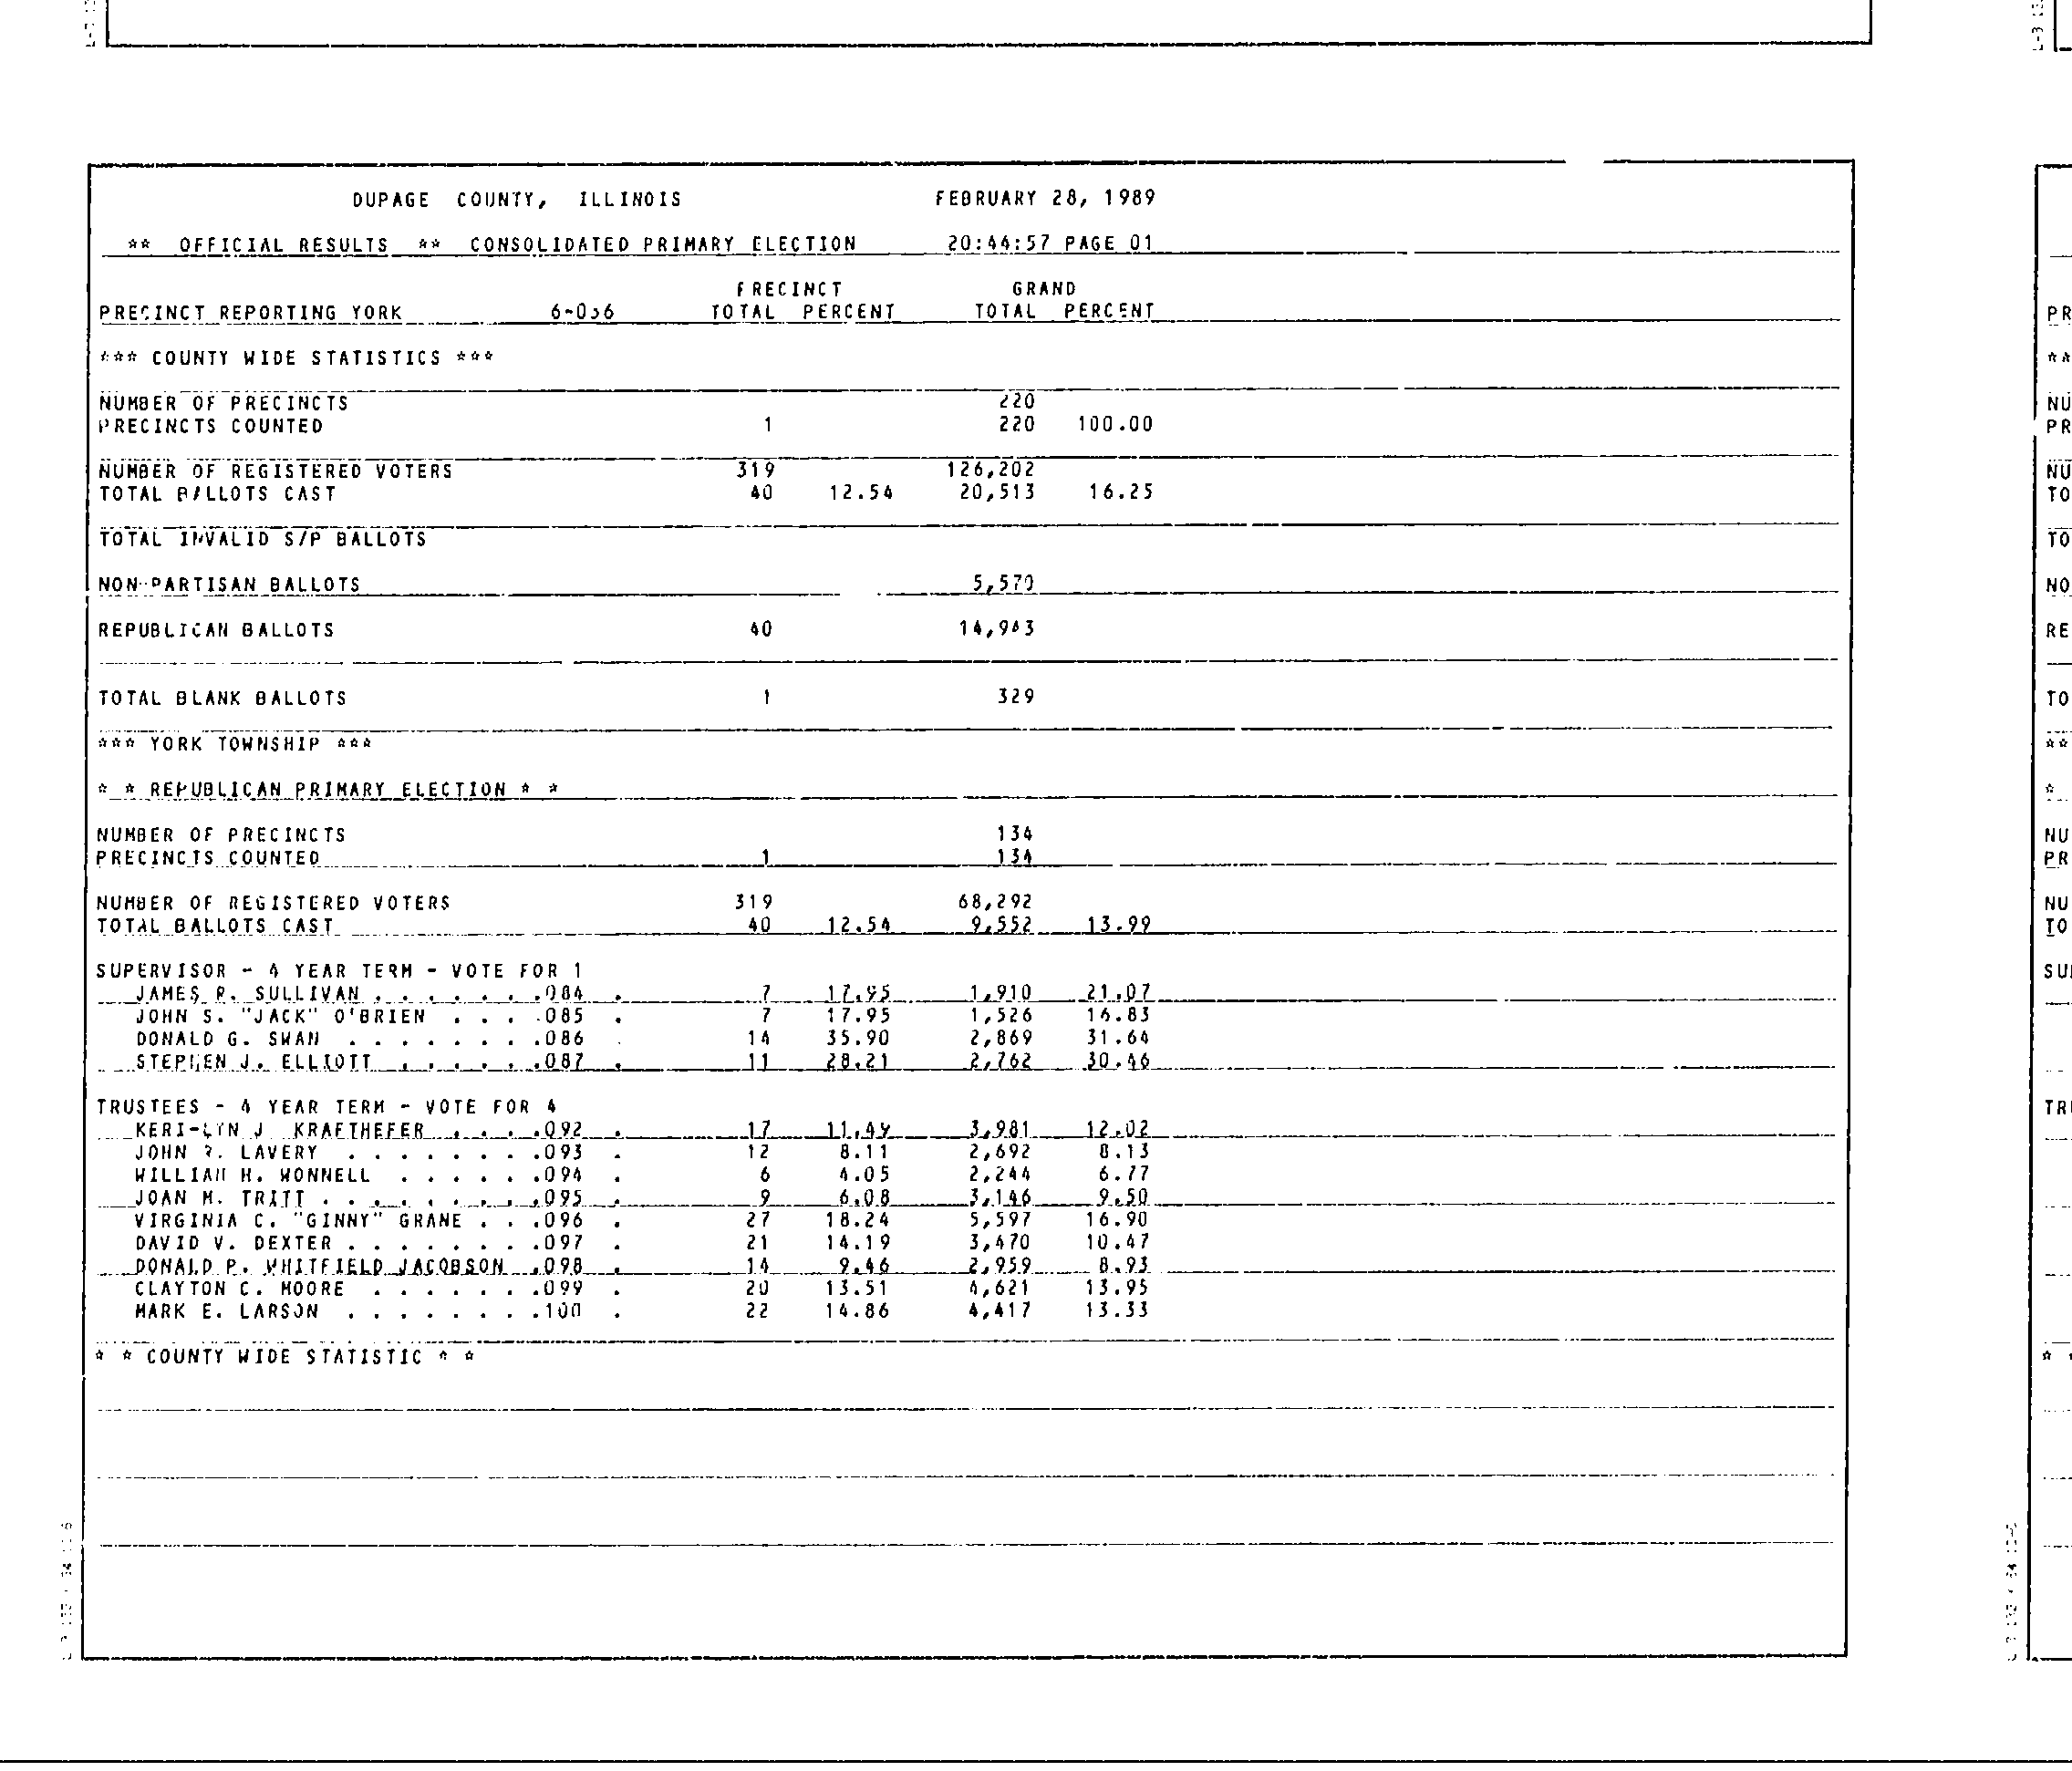 DUPAGE COUNTY, ILLINOIS FEBRUARY 28, 1989
** OFFICIAL RESULTS ** CONSOLIDATED PRIMARY ELECTION 20:44:57 PAGE 01
PRECINCT GRAND
PRECINCT REPORTING YORK 6-036 TOTAL PERCENT TOTAL PERCENT
*** COUNTY WIDE STATISTICS ***
NUMBER OF PRECINCTS 220
PRECINCTS COUNTED 1 220 100.00
NUMBER OF REGISTERED VOTERS 319 126,202
TOTAL BALLOTS CAST 40 12.54 20,513 16.25
TOTAL INVALID S/P BALLOTS
NON-PARTISAN BALLOTS 5,570
REPUBLICAN BALLOTS 40 14,943
TOTAL BLANK BALLOTS 1 329
*** YORK TOWNSHIP ***
* * REPUBLICAN PRIMARY ELECTION * *
NUMBER OF PRECINCTS 134
PRECINCTS COUNTED 1 134
NUMBER OF REGISTERED VOTERS 319 68,292
TOTAL BALLOTS CAST 40 12.54 9,552 13.99
SUPERVISOR - 4 YEAR TERM - VOTE FOR 1
JAMES R. SULLIVAN . . . . . . .084 . 7 17.95 1,910 21.07
JOHN S. "JACK" O'BRIEN . . . .085 . 7 17.95 1,526 16.83
DONALD G. SWAN . . . . . . . .086 . 14 35.90 2,869 31.64
STEPHEN J. ELLIOTT . . . . . .087 . 11 28.21 2,762 30.46
TRUSTEES - 4 YEAR TERM - VOTE FOR 4
KERI-LYN J KRAFTHEFER . . . .092 . 17 11.49 3,981 12.02
JOHN R. LAVERY . . . . . . . .093 . 12 8.11 2,692 8.13
WILLIAM H. WONNELL . . . . . .094 . 6 4.05 2,244 6.77
JOAN M. TRITT . . . . . . . . .095 . 9 6.08 3,146 9.50
VIRGINIA C. "GINNY" GRANE . . .096 . 27 18.24 5,597 16.90
DAVID V. DEXTER . . . . . . . .097 . 21 14.19 3,470 10.47
DONALD P. WHITFIELD JACOBSON .098 . 14 9.46 2,959 8.93
CLAYTON C. MOORE . . . . . . .099 . 20 13.51 4,621 13.95
MARK E. LARSON . . . . . . . .100 . 22 14.86 4,417 13.33
* * COUNTY WIDE STATISTIC * *
PR
**
NU
PR
NU
TO
TO
NO
RE
TO
**
*
NU
PR
NU
TO
SU
TR
* *